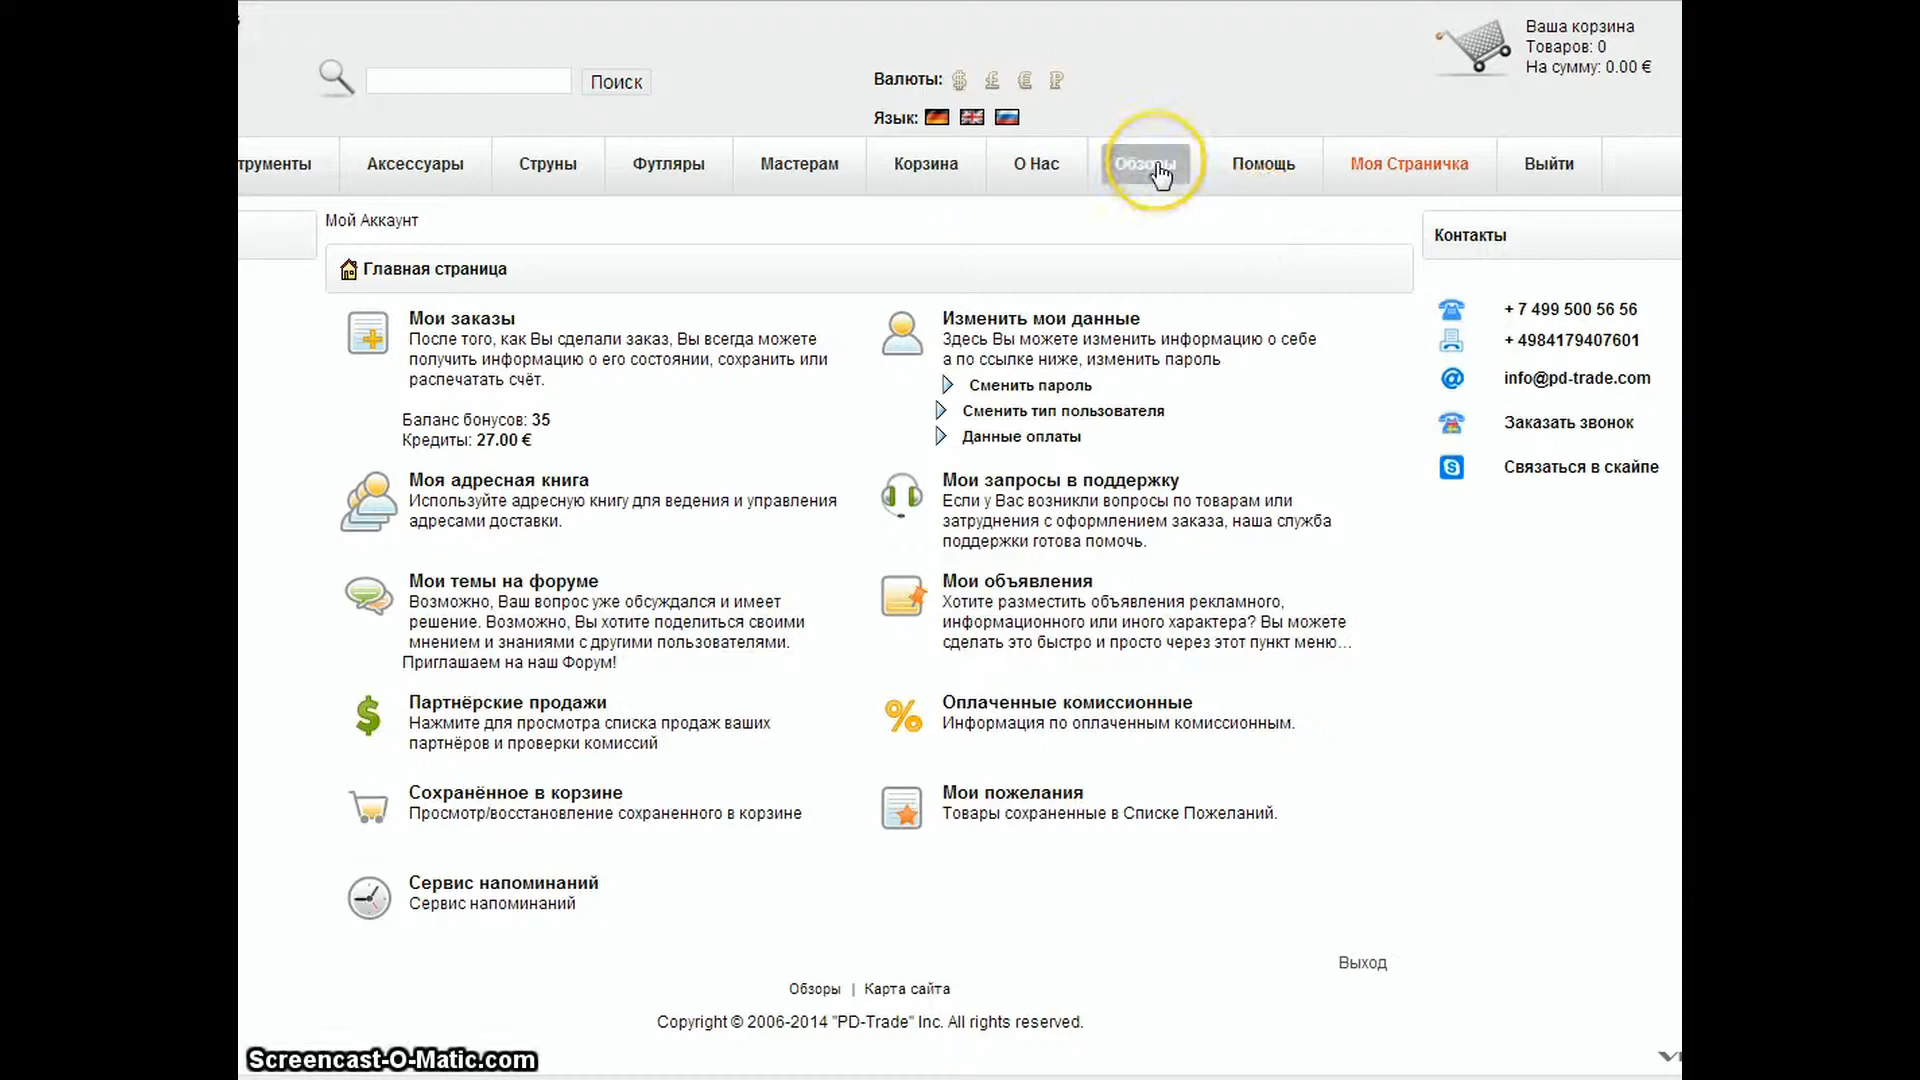 Ваша корзина
Товаров: 0
На сумму: 0.00 €
Поиск
Валюты: $ £ € ₽
Язык:
трументы Аксессуары Струны Футляры Мастерам Корзина О Нас Обзоры Помощь Моя Страничка Выйти
Мой Аккаунт
Главная страница
Мои заказы
После того, как Вы сделали заказ, Вы всегда можете
получить информацию о его состоянии, сохранить или
распечатать счёт.
Баланс бонусов: 35
Кредиты: 27.00 €
Изменить мои данные
Здесь Вы можете изменить информацию о себе
а по ссылке ниже, изменить пароль
Сменить пароль
Сменить тип пользователя
Данные оплаты
Моя адресная книга
Используйте адресную книгу для ведения и управления
адресами доставки.
Мои запросы в поддержку
Если у Вас возникли вопросы по товарам или
затруднения с оформлением заказа, наша служба
поддержки готова помочь.
Мои темы на форуме
Возможно, Ваш вопрос уже обсуждался и имеет
решение. Возможно, Вы хотите поделиться своими
мнением и знаниями с другими пользователями.
Приглашаем на наш Форум!
Мои объявления
Хотите разместить объявления рекламного,
информационного или иного характера? Вы можете
сделать это быстро и просто через этот пункт меню...
Партнёрские продажи
Нажмите для просмотра списка продаж ваших
партнёров и проверки комиссий
Оплаченные комиссионные
Информация по оплаченным комиссионным.
Сохранённое в корзине
Просмотр/восстановление сохраненного в корзине
Мои пожелания
Товары сохраненные в Списке Пожеланий.
Сервис напоминаний
Сервис напоминаний
Контакты
+ 7 499 500 56 56
+ 4984179407601
info@pd-trade.com
Заказать звонок
Связаться в скайпе
Выход
Обзоры | Карта сайта
Copyright © 2006-2014 "PD-Trade" Inc. All rights reserved.
Screencast-O-Matic.com